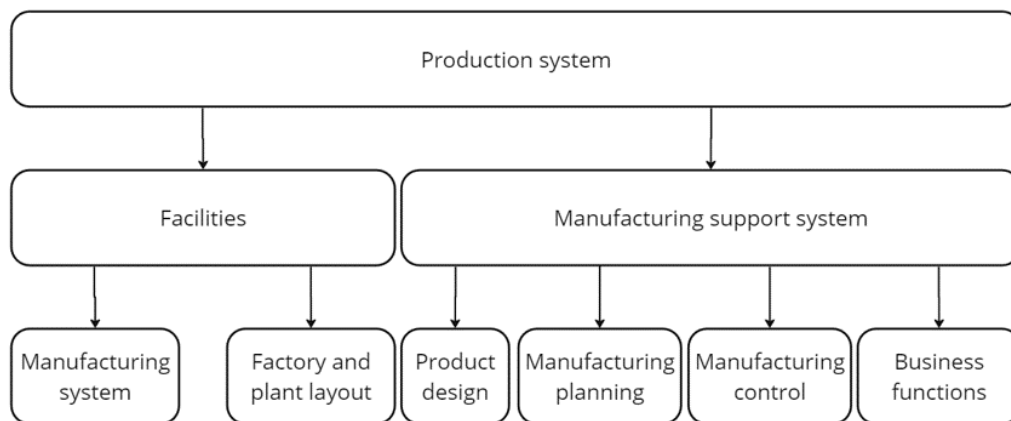 Production system
Facilities
Manufacturing support system
Manufacturing
system
Factory and
plant layout
Product
design
Manufacturing
planning
Manufacturing
control
Business
functions